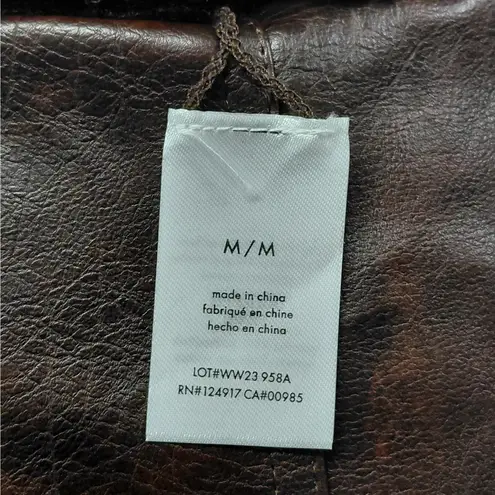 M/M
made in china
fabriqué en chine
hecho en china
LOT#WW23 958A
RN#124917 CA#00985